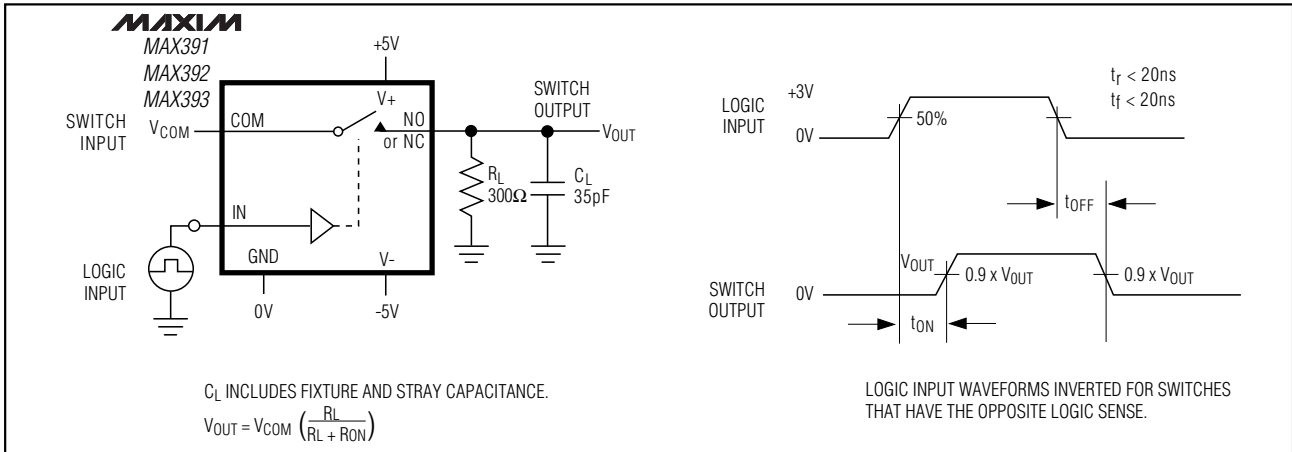 MAXIM
MAX391
MAX392
MAX393
+5V
V+
SWITCH
INPUT
VCOM
COM
NO
or NC
SWITCH
OUTPUT
VOUT
RL
300Ω
CL
35pF
IN
LOGIC
INPUT
GND
V-
0V
-5V
CL INCLUDES FIXTURE AND STRAY CAPACITANCE.
VOUT = VCOM (RL / RL + RON)
LOGIC
INPUT
+3V
0V
50%
tr < 20ns
tf < 20ns
tOFF
SWITCH
OUTPUT
VOUT
0V
0.9 x VOUT
0.9 x VOUT
tON
LOGIC INPUT WAVEFORMS INVERTED FOR SWITCHES
THAT HAVE THE OPPOSITE LOGIC SENSE.